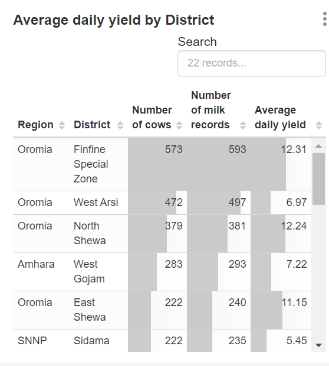 Average daily yield by District
Search
22 records...
Region District Number of cows Number of milk records Average daily yield
Oromia Finfine Special Zone 573 593 12.31
Oromia West Arsi 472 497 6.97
Oromia North Shewa 379 381 12.24
Amhara West Gojam 283 293 7.22
Oromia East Shewa 222 240 11.15
SNNP Sidama 222 235 5.45